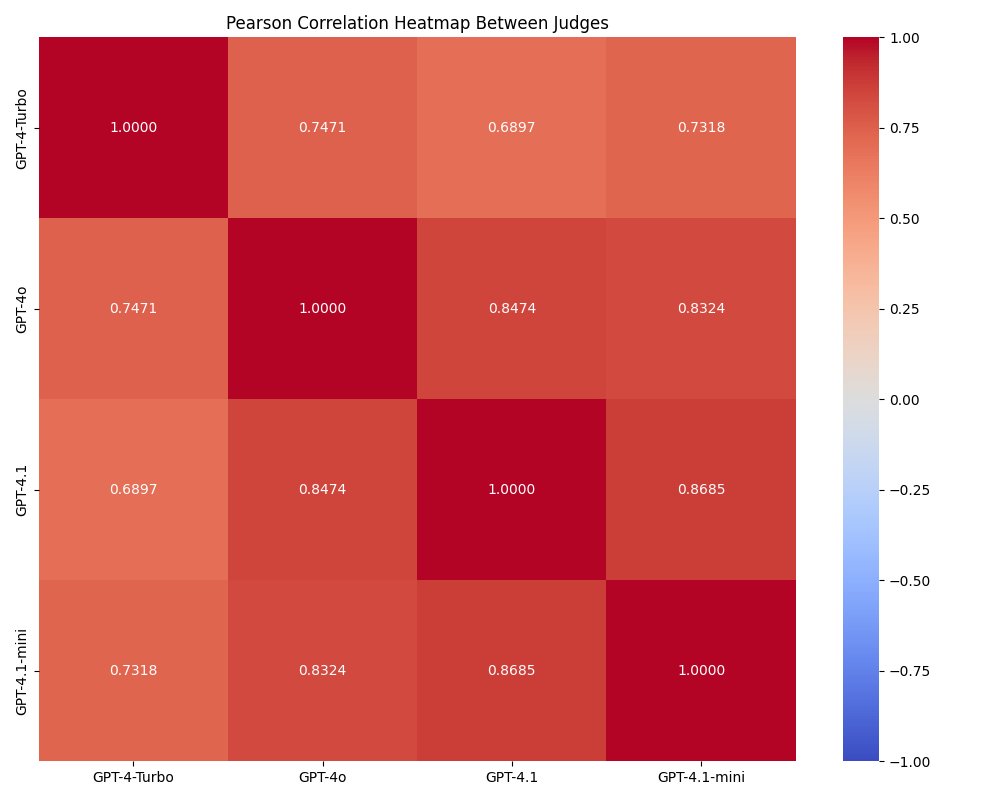 Pearson Correlation Heatmap Between Judges
GPT-4-Turbo
1.0000 0.7471 0.6897 0.7318
GPT-4o
0.7471 1.0000 0.8474 0.8324
GPT-4.1
0.6897 0.8474 1.0000 0.8685
GPT-4.1-mini
0.7318 0.8324 0.8685 1.0000
GPT-4-Turbo GPT-4o GPT-4.1 GPT-4.1-mini
1.00
0.75
0.50
0.25
0.00
−0.25
−0.50
−0.75
−1.00